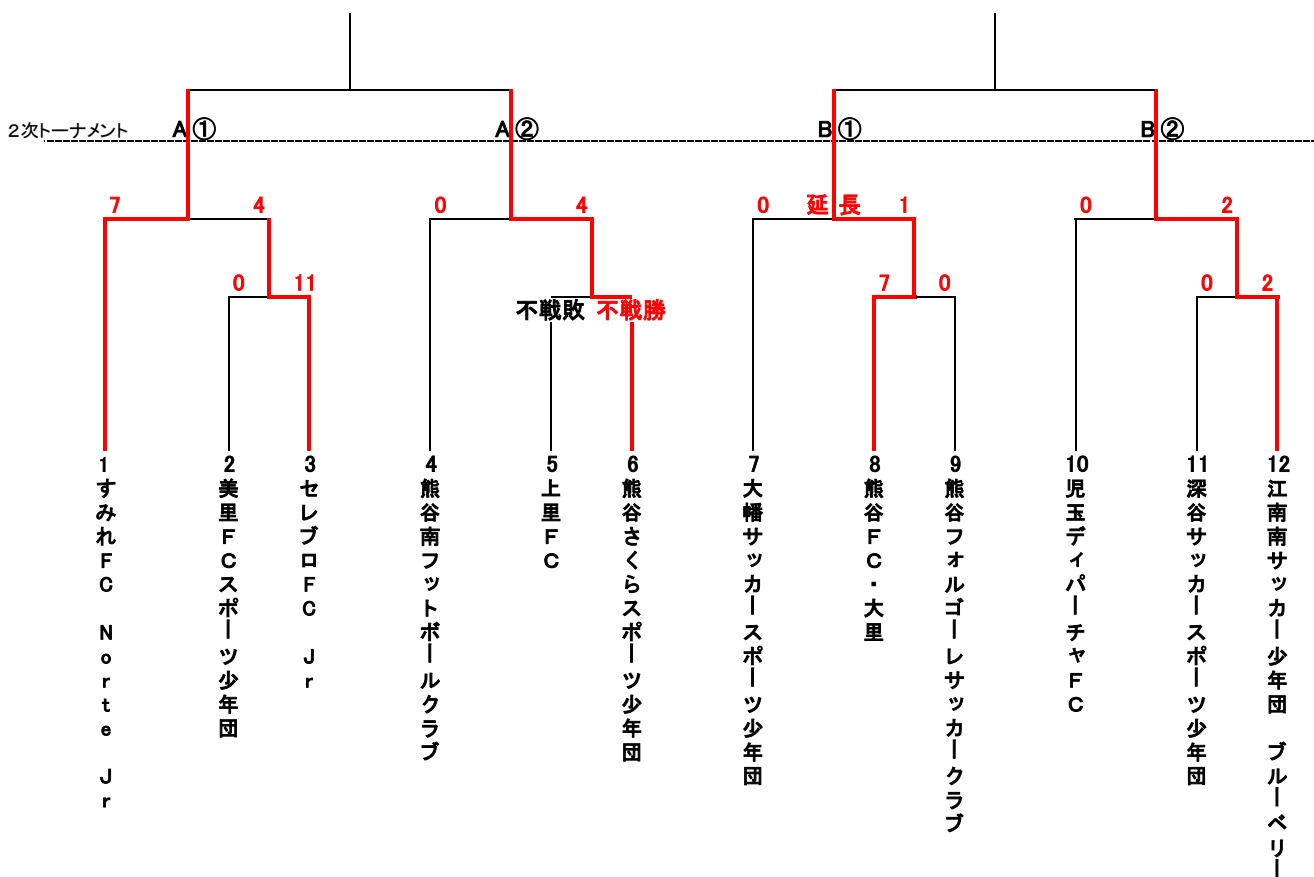 2次トーナメント
A① A② B① B②
7 4 0 4 0 延長 1 0 2
0 11 7 0 0 2
不戦敗 不戦勝
1 すみれFC Norte Jr
2 美里FCスポーツ少年団
3 セレブロFC Jr
4 熊谷南フットボールクラブ
5 上里FC
6 熊谷さくらスポーツ少年団
7 大幡サッカースポーツ少年団
8 熊谷FC・大里
9 熊谷フォルゴーレサッカークラブ
10 児玉ディパーチャFC
11 深谷サッカースポーツ少年団
12 江南南サッカー少年団 ブルーベリー